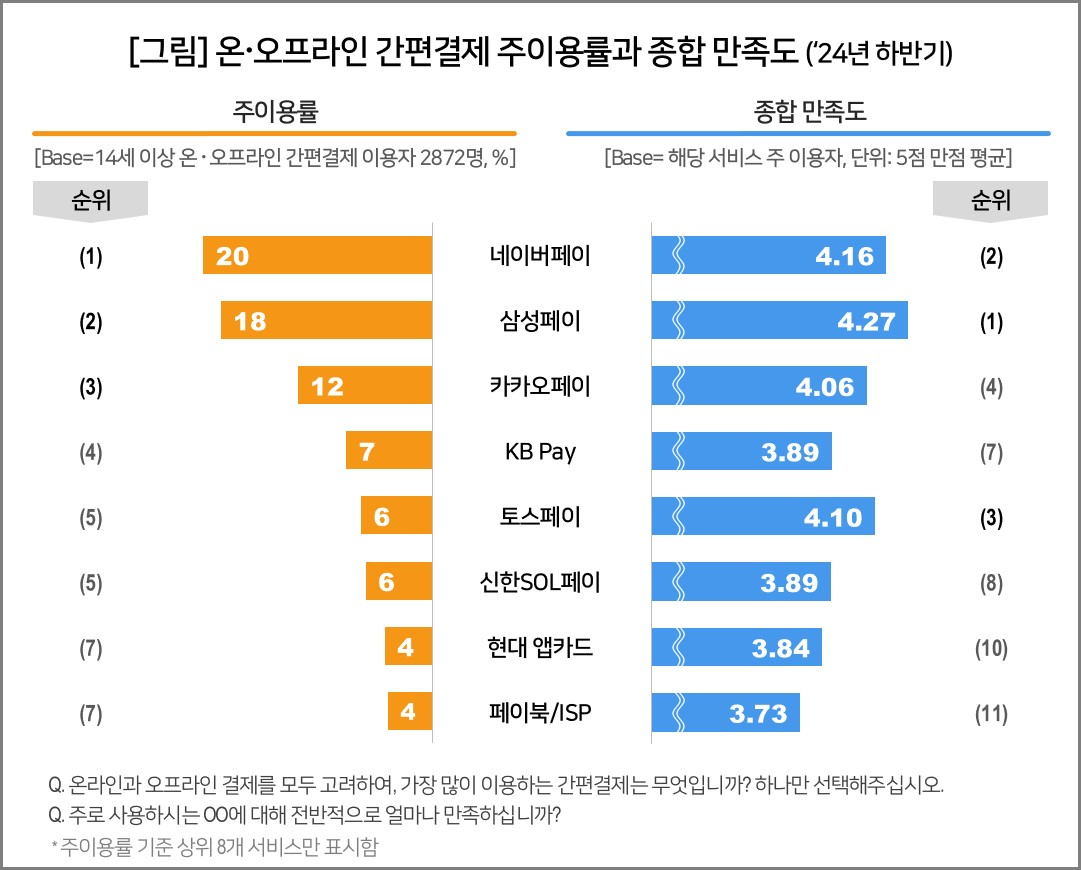 [그림] 온·오프라인 간편결제 주이용률과 종합 만족도 (‘24년 하반기)
주이용률 종합 만족도
[Base=14세 이상 온·오프라인 간편결제 이용자 2872명, %] [Base= 해당 서비스 주 이용자, 단위: 5점 만점 평균]
순위 순위
(1) 20 네이버페이 4.16 (2)
(2) 18 삼성페이 4.27 (1)
(3) 12 카카오페이 4.06 (4)
(4) 7 KB Pay 3.89 (7)
(5) 6 토스페이 4.10 (3)
(5) 6 신한SOL페이 3.89 (8)
(7) 4 현대 앱카드 3.84 (10)
(7) 4 페이북/ISP 3.73 (11)
Q. 온라인과 오프라인 결제를 모두 고려하여, 가장 많이 이용하는 간편결제는 무엇입니까? 하나만 선택해주십시오.
Q. 주로 사용하시는 OO에 대해 전반적으로 얼마나 만족하십니까?
* 주이용률 기준 상위 8개 서비스만 표시함